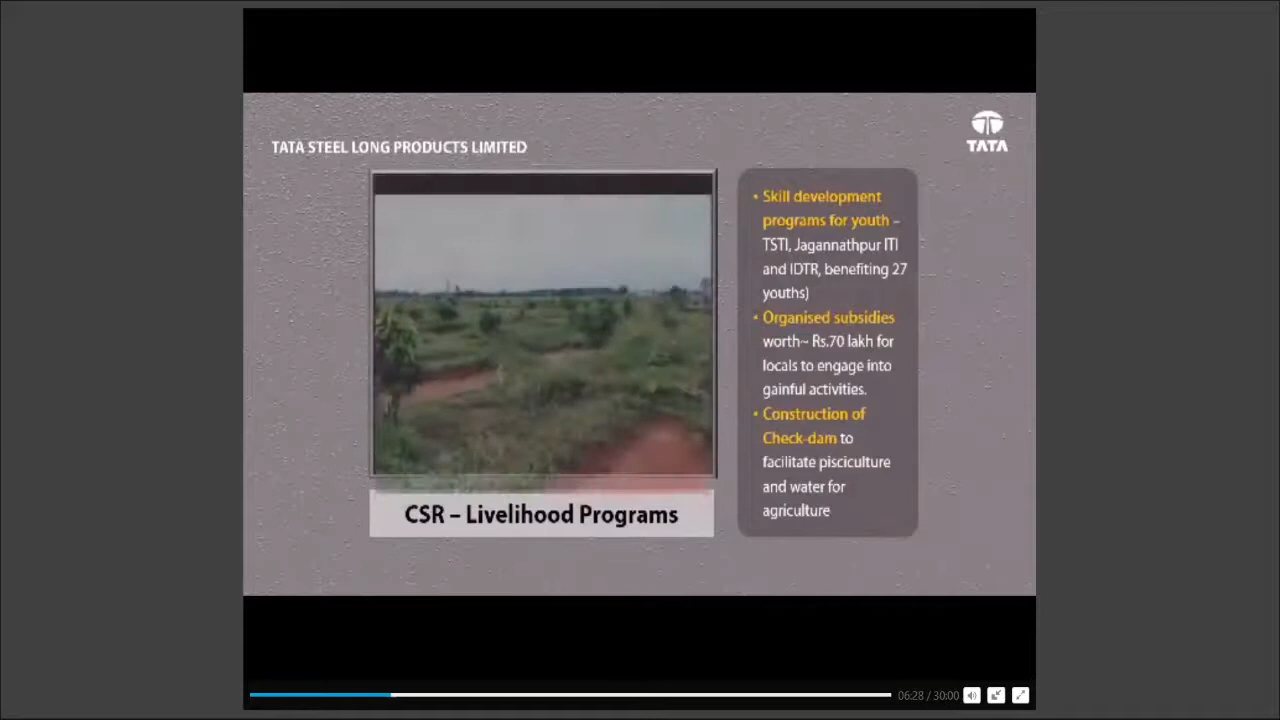 TATA STEEL LONG PRODUCTS LIMITED
TATA
• Skill development
programs for youth –
TSTI, Jagannathpur ITI
and IDTR, benefiting 27
youths)
• Organised subsidies
worth~ Rs.70 lakh for
locals to engage into
gainful activities.
• Construction of
Check-dam to
facilitate pisciculture
and water for
agriculture
CSR – Livelihood Programs
06:28 / 30:00